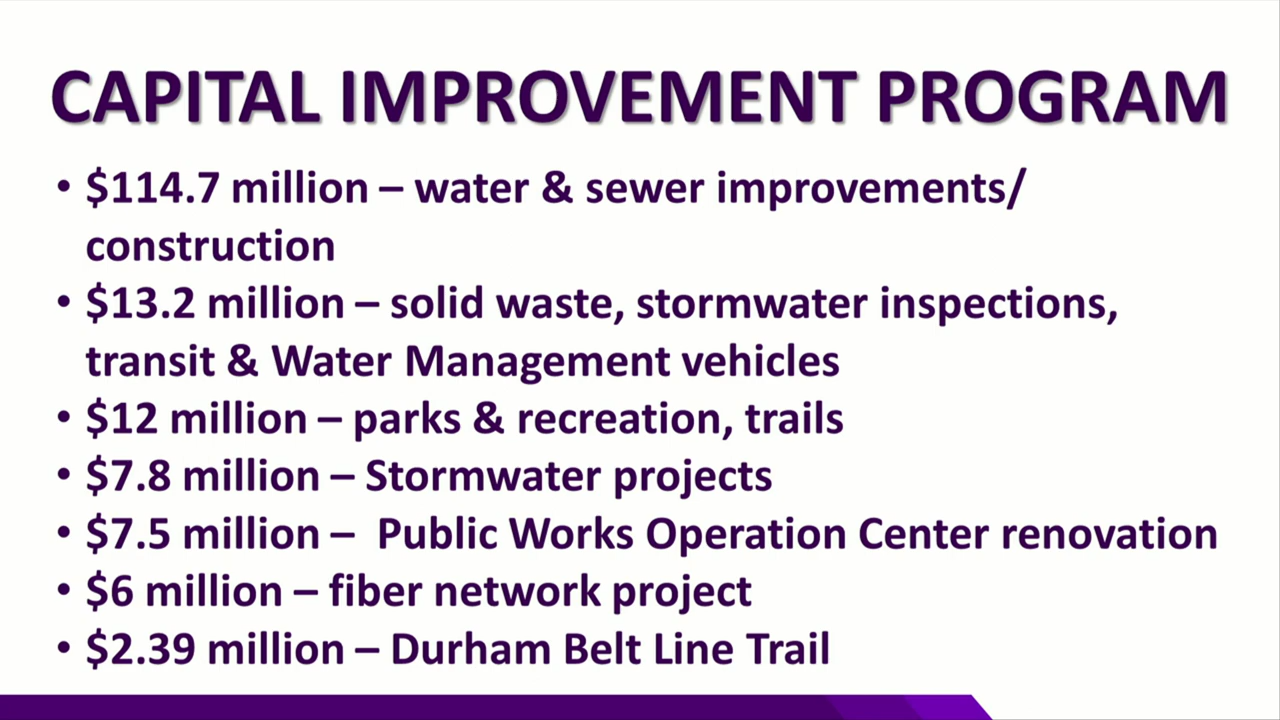 CAPITAL IMPROVEMENT PROGRAM
• $114.7 million – water & sewer improvements/
construction
• $13.2 million – solid waste, stormwater inspections,
transit & Water Management vehicles
• $12 million – parks & recreation, trails
• $7.8 million – Stormwater projects
• $7.5 million –  Public Works Operation Center renovation
• $6 million – fiber network project
• $2.39 million – Durham Belt Line Trail